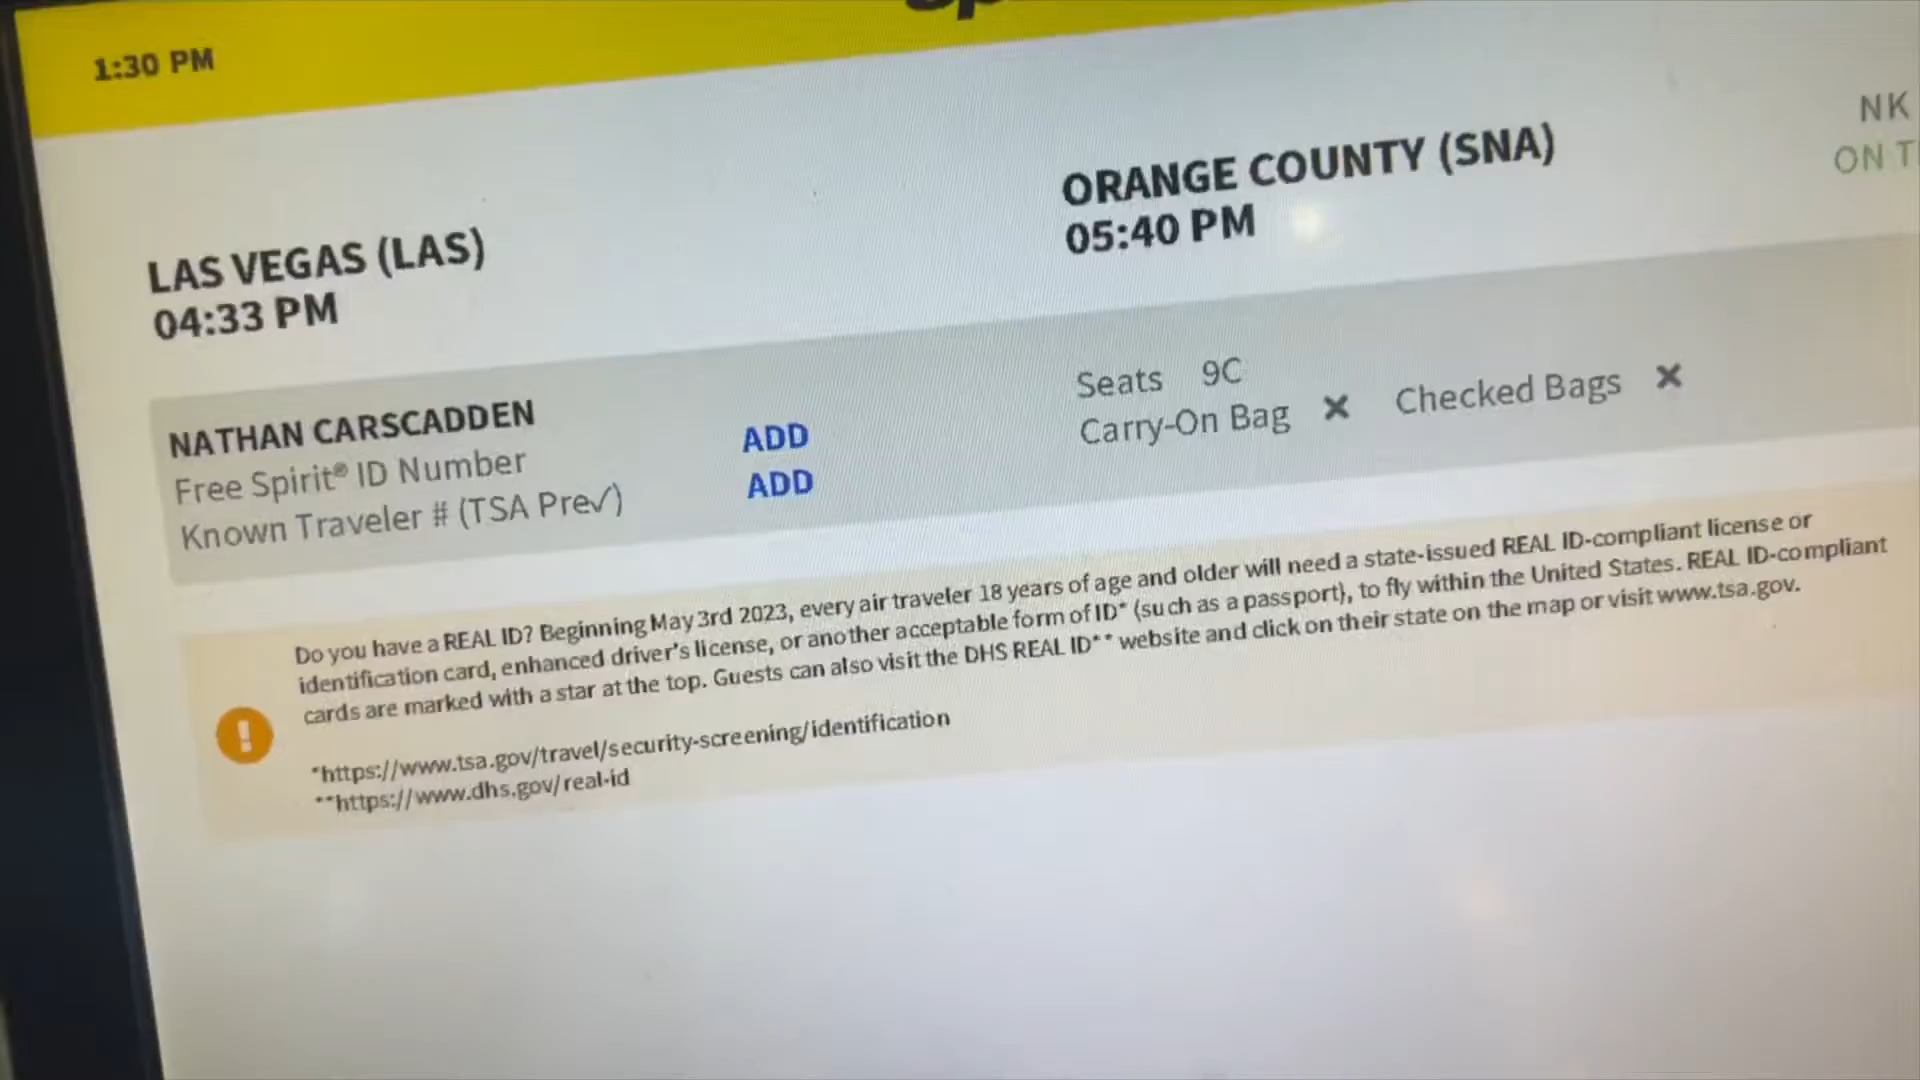 1:30 PM
LAS VEGAS (LAS)
04:33 PM
ORANGE COUNTY (SNA)
05:40 PM
NK
ON
NATHAN CARSCADDEN
Free Spirit® ID Number ADD
Known Traveler # (TSA Pre✓) ADD
Seats 9C
Carry-On Bag × Checked Bags ×
Do you have a REAL ID? Beginning May 3rd 2023, every air traveler 18 years of age and older will need a state-issued REAL ID-compliant license or
identification card, enhanced driver's license, or another acceptable form of ID* (such as a passport), to fly within the United States. REAL ID-compliant
cards are marked with a star at the top. Guests can also visit the DHS REAL ID** website and click on their state on the map or visit www.tsa.gov.
*https://www.tsa.gov/travel/security-screening/identification
**https://www.dhs.gov/real-id